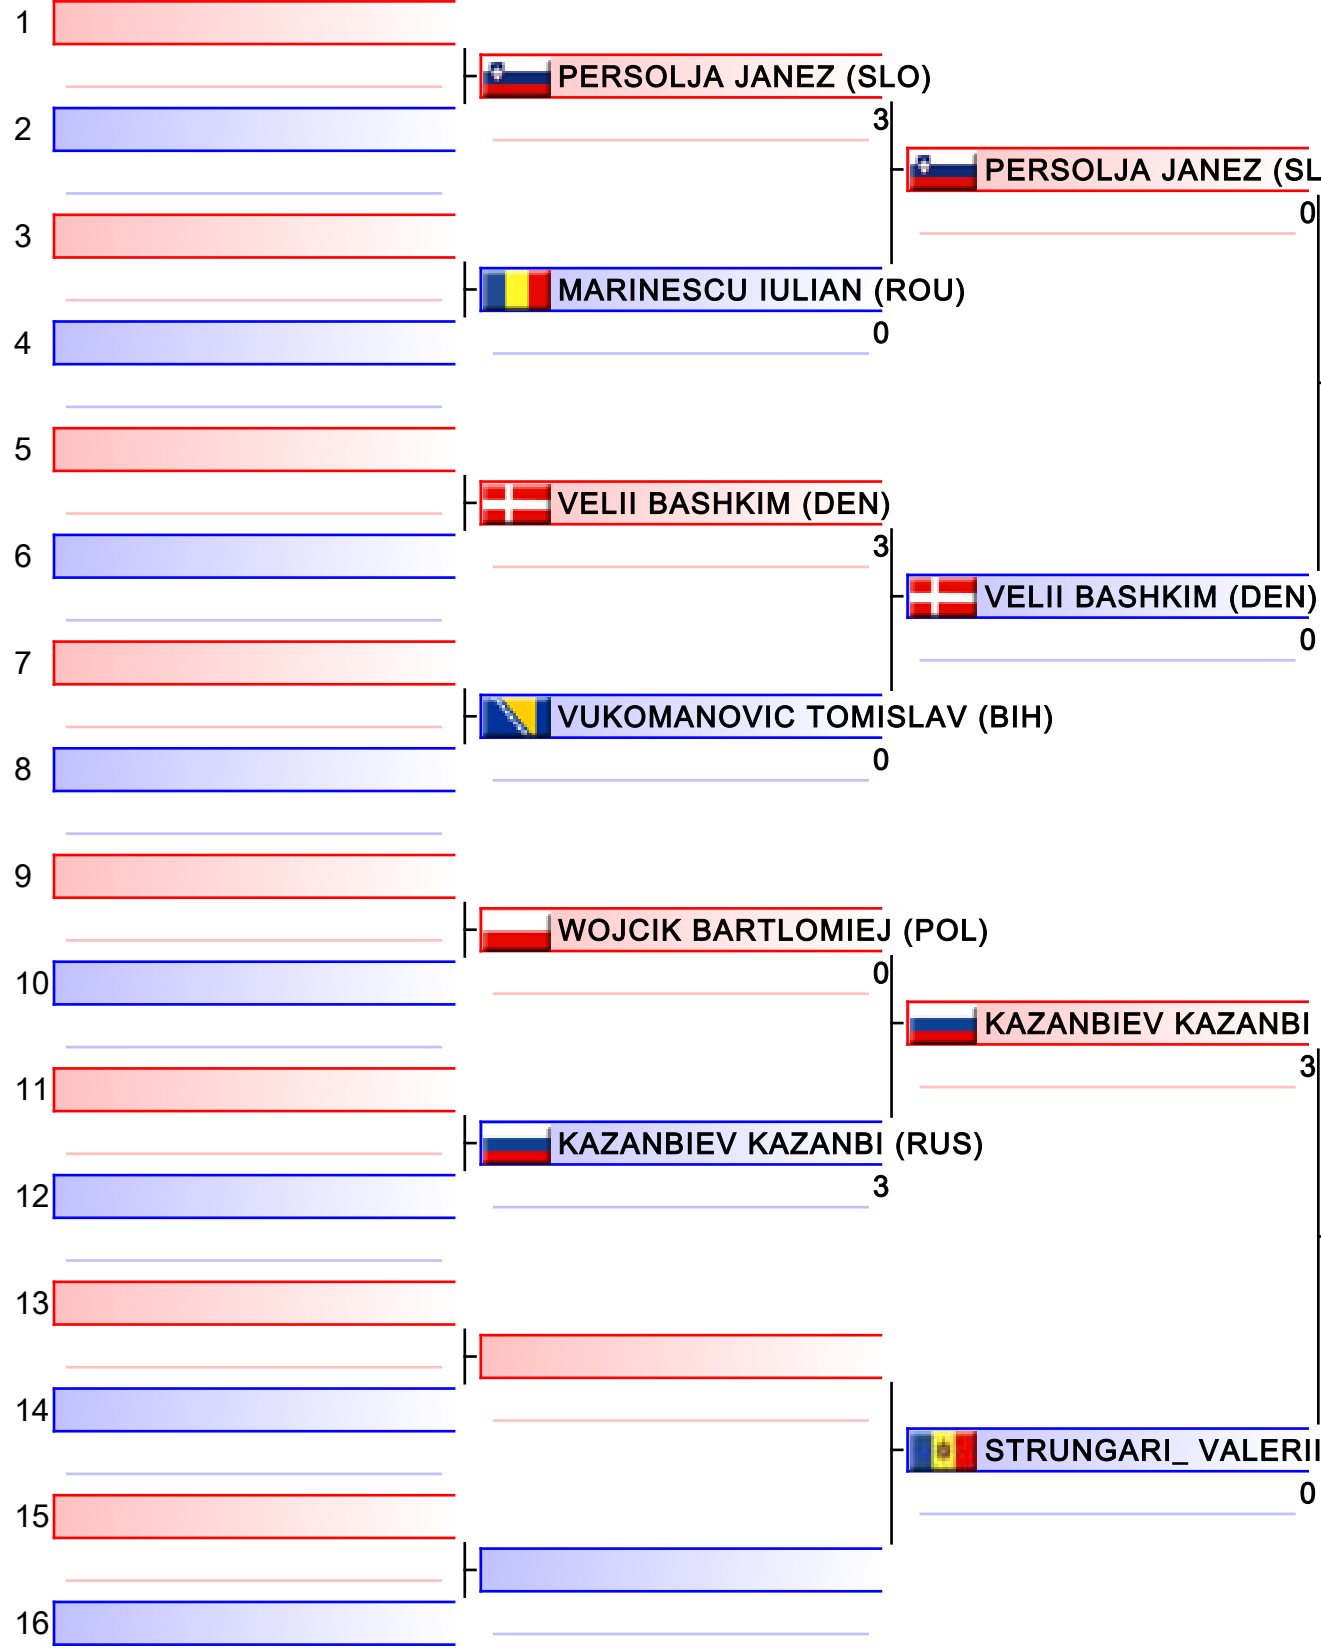 1
PERSOLJA JANEZ (SLO)
2
3
PERSOLJA JANEZ (SL
0
3
MARINESCU IULIAN (ROU)
0
4
5
VELII BASHKIM (DEN)
3
6
VELII BASHKIM (DEN)
0
7
VUKOMANOVIC TOMISLAV (BIH)
0
8
9
WOJCIK BARTLOMIEJ (POL)
0
10
KAZANBIEV KAZANBI
3
11
KAZANBIEV KAZANBI (RUS)
3
12
13
14
STRUNGARI_ VALERII
0
15
16